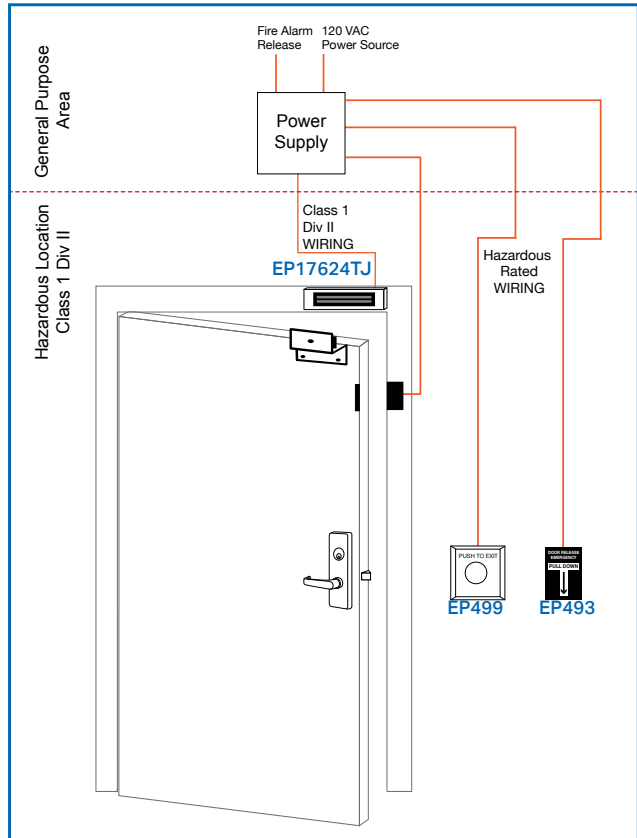 General Purpose
Area
Fire Alarm
Release
120 VAC
Power Source
Power
Supply
Hazardous Location
Class 1 Div II
Class 1
Div II
WIRING
EP17624TJ
Hazardous
Rated
WIRING
PUSH TO EXIT
EP499
DOOR RELEASE
EMERGENCY
PULL DOWN
EP493